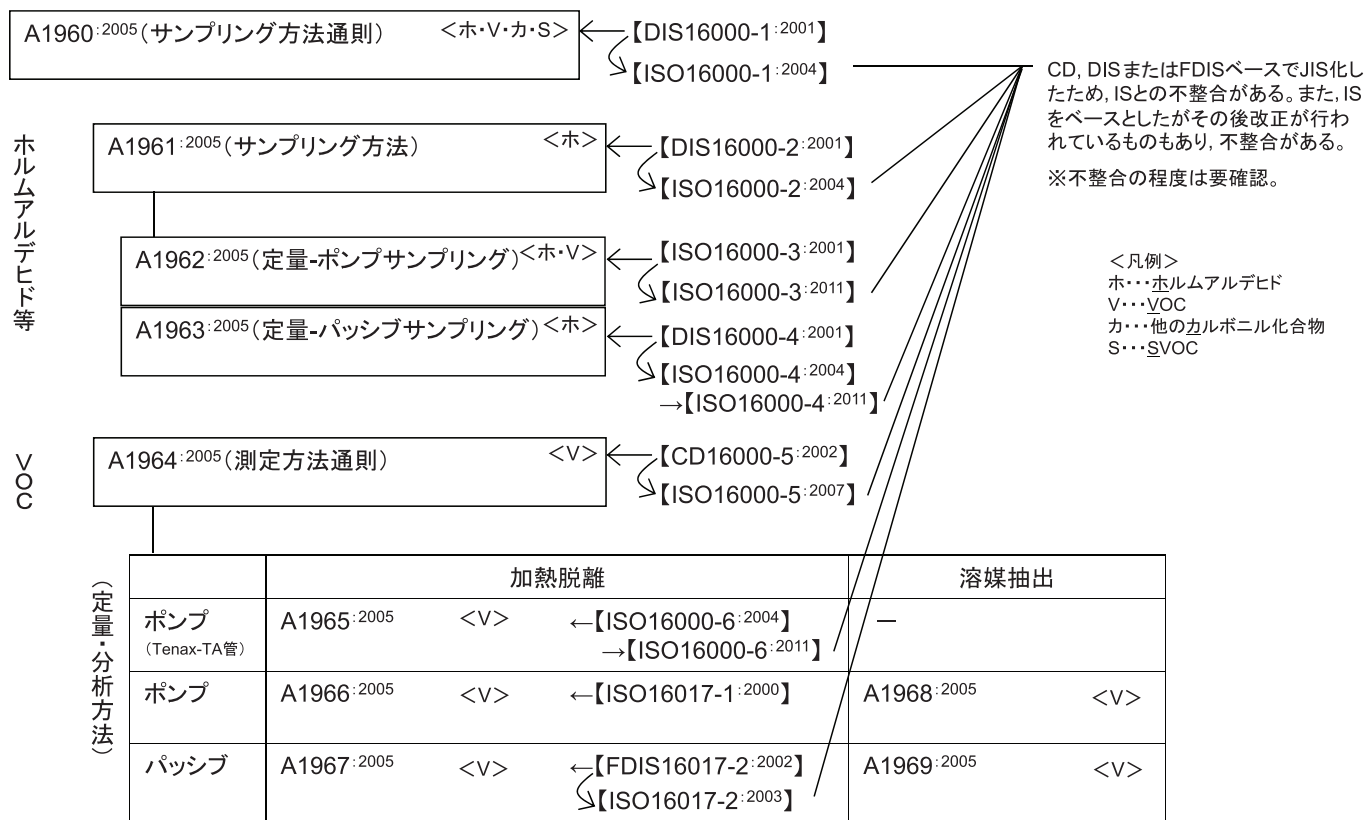 A1960:2005(サンプリング方法通則) <ホ・V・カ・S>
【DIS16000-1:2001】
【ISO16000-1:2004】
CD, DISまたはFDISベースでJIS化し
たため, ISとの不整合がある。また, IS
をベースとしたがその後改正が行わ
れているものもあり, 不整合がある。
※不整合の程度は要確認。
<凡例>
ホ・・・ホルムアルデヒド
V・・・VOC
カ・・・他のカルボニル化合物
S・・・SVOC
ホルムアルデヒド等
A1961:2005(サンプリング方法) <ホ>
【DIS16000-2:2001】
【ISO16000-2:2004】
A1962:2005(定量-ポンプサンプリング)<ホ・V>
【ISO16000-3:2001】
【ISO16000-3:2011】
A1963:2005(定量-パッシブサンプリング)<ホ>
【DIS16000-4:2001】
【ISO16000-4:2004】
→【ISO16000-4:2011】
VOC
A1964:2005(測定方法通則) <V>
【CD16000-5:2002】
【ISO16000-5:2007】
(定量・分析方法)
加熱脱離 溶媒抽出
ポンプ A1965:2005 <V> ←【ISO16000-6:2004】 —
(Tenax-TA管) →【ISO16000-6:2011】
ポンプ A1966:2005 <V> ←【ISO16017-1:2000】 A1968:2005 <V>
パッシブ A1967:2005 <V> ←【FDIS16017-2:2002】 A1969:2005 <V>
【ISO16017-2:2003】